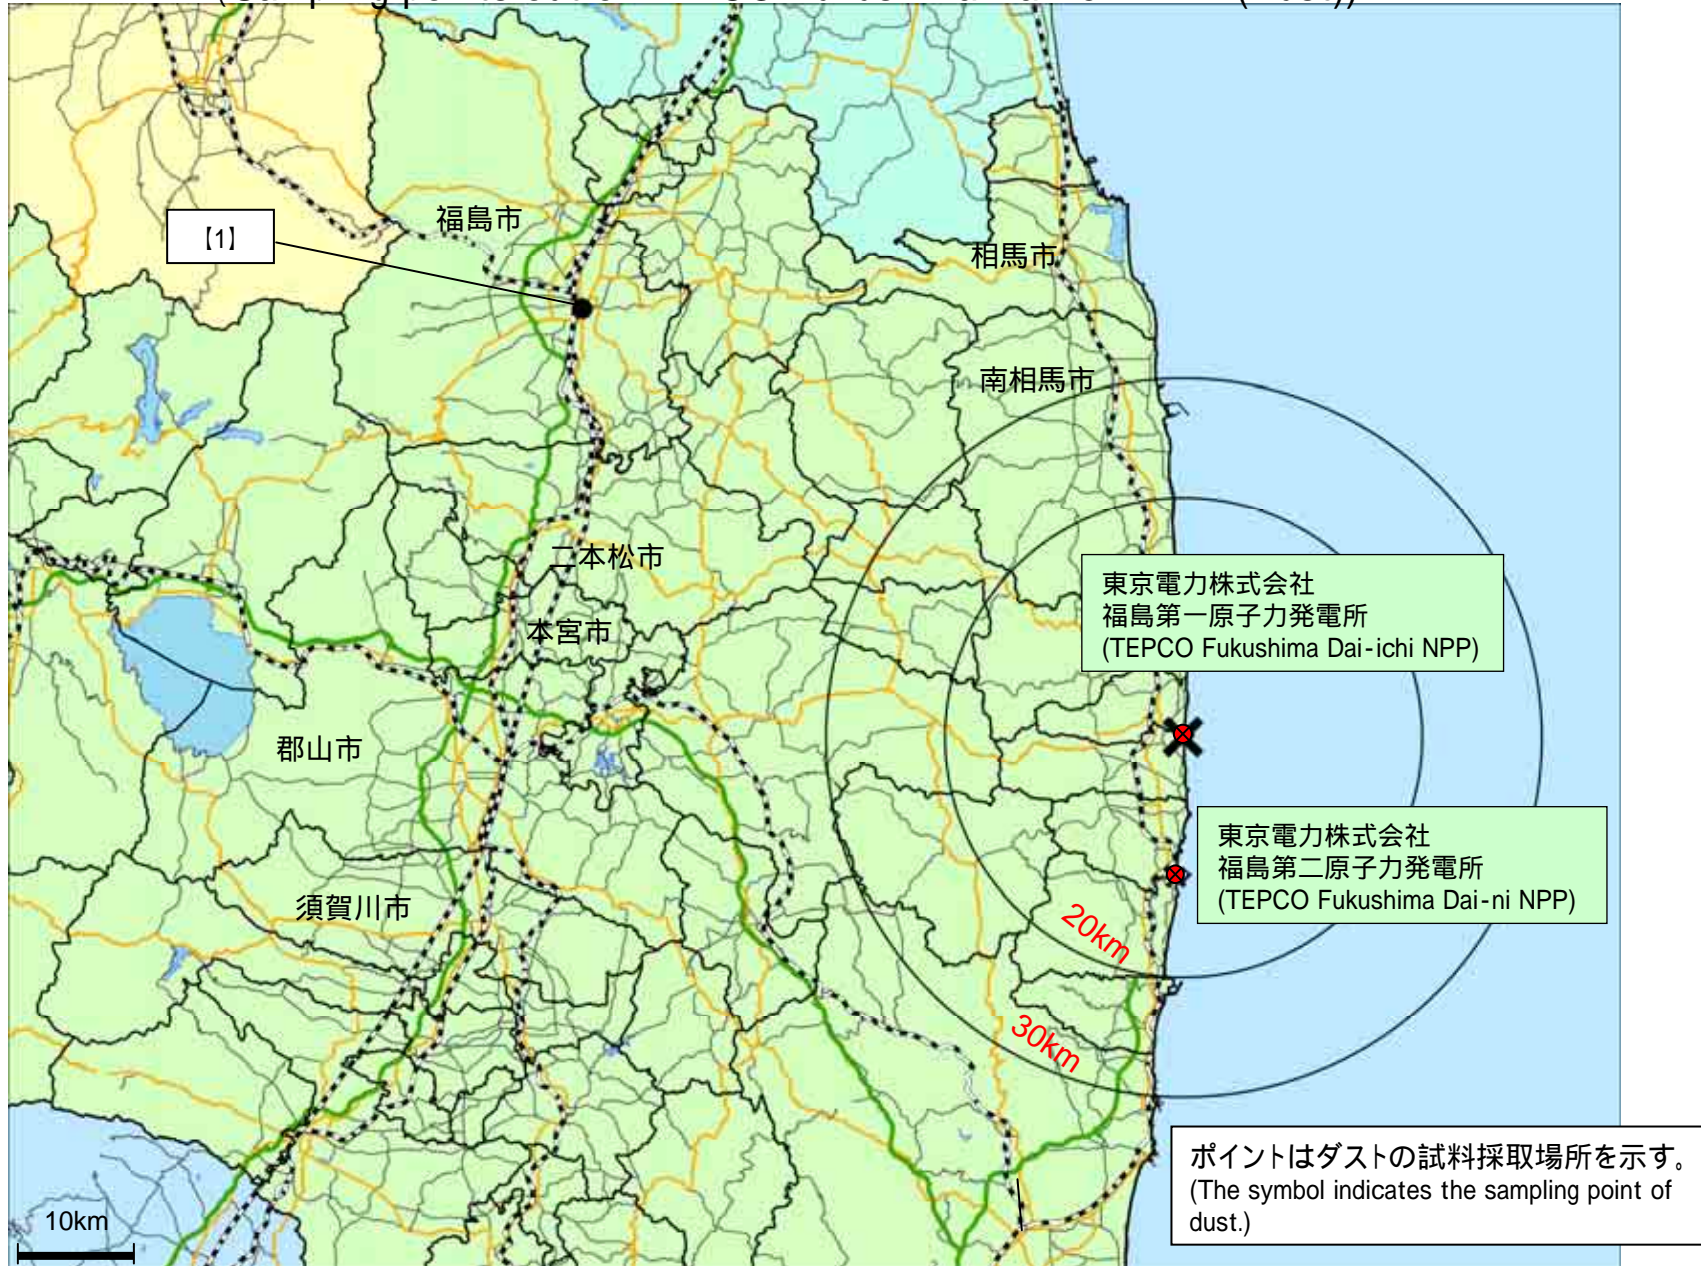 福島市
【1】
相馬市
南相馬市
二本松市
東京電力株式会社
福島第一原子力発電所
(TEPCO Fukushima Dai-ichi NPP)
本宮市
郡山市
東京電力株式会社
福島第二原子力発電所
(TEPCO Fukushima Dai-ni NPP)
須賀川市
20km
30km
ポイントはダストの試料採取場所を示す。
(The symbol indicates the sampling point of
dust.)
10km